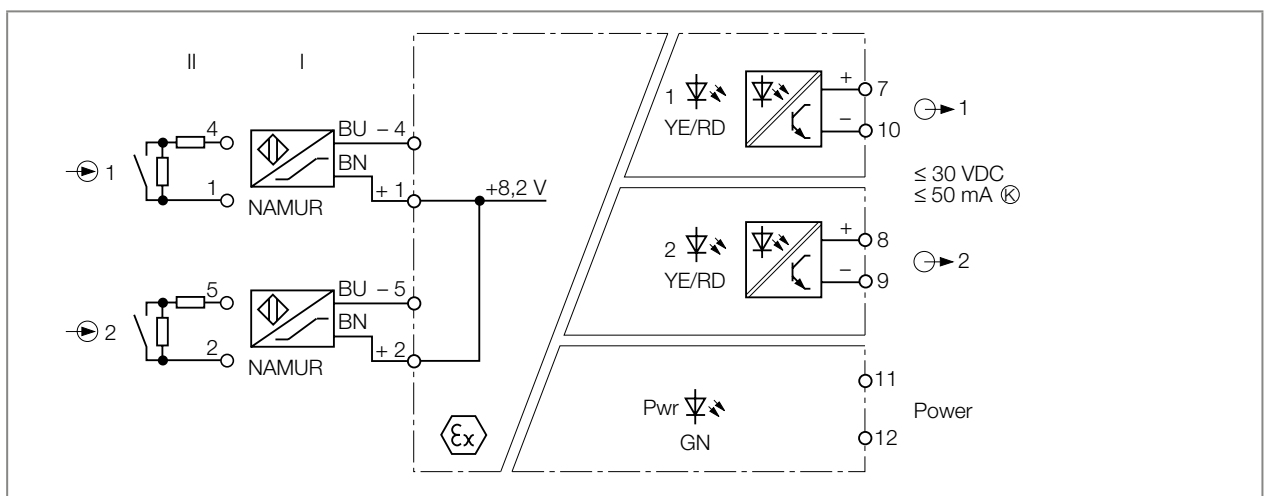 II I
1 YE/RD + 7
− 10
1
4 BU − 4
BN
1 1 + 1 +8,2 V
NAMUR
≤ 30 VDC
≤ 50 mA Ⓚ
2 YE/RD + 8
− 9
2
5 BU − 5
BN
2 2 + 2
NAMUR
11
Pwr Power
GN 12
Ex